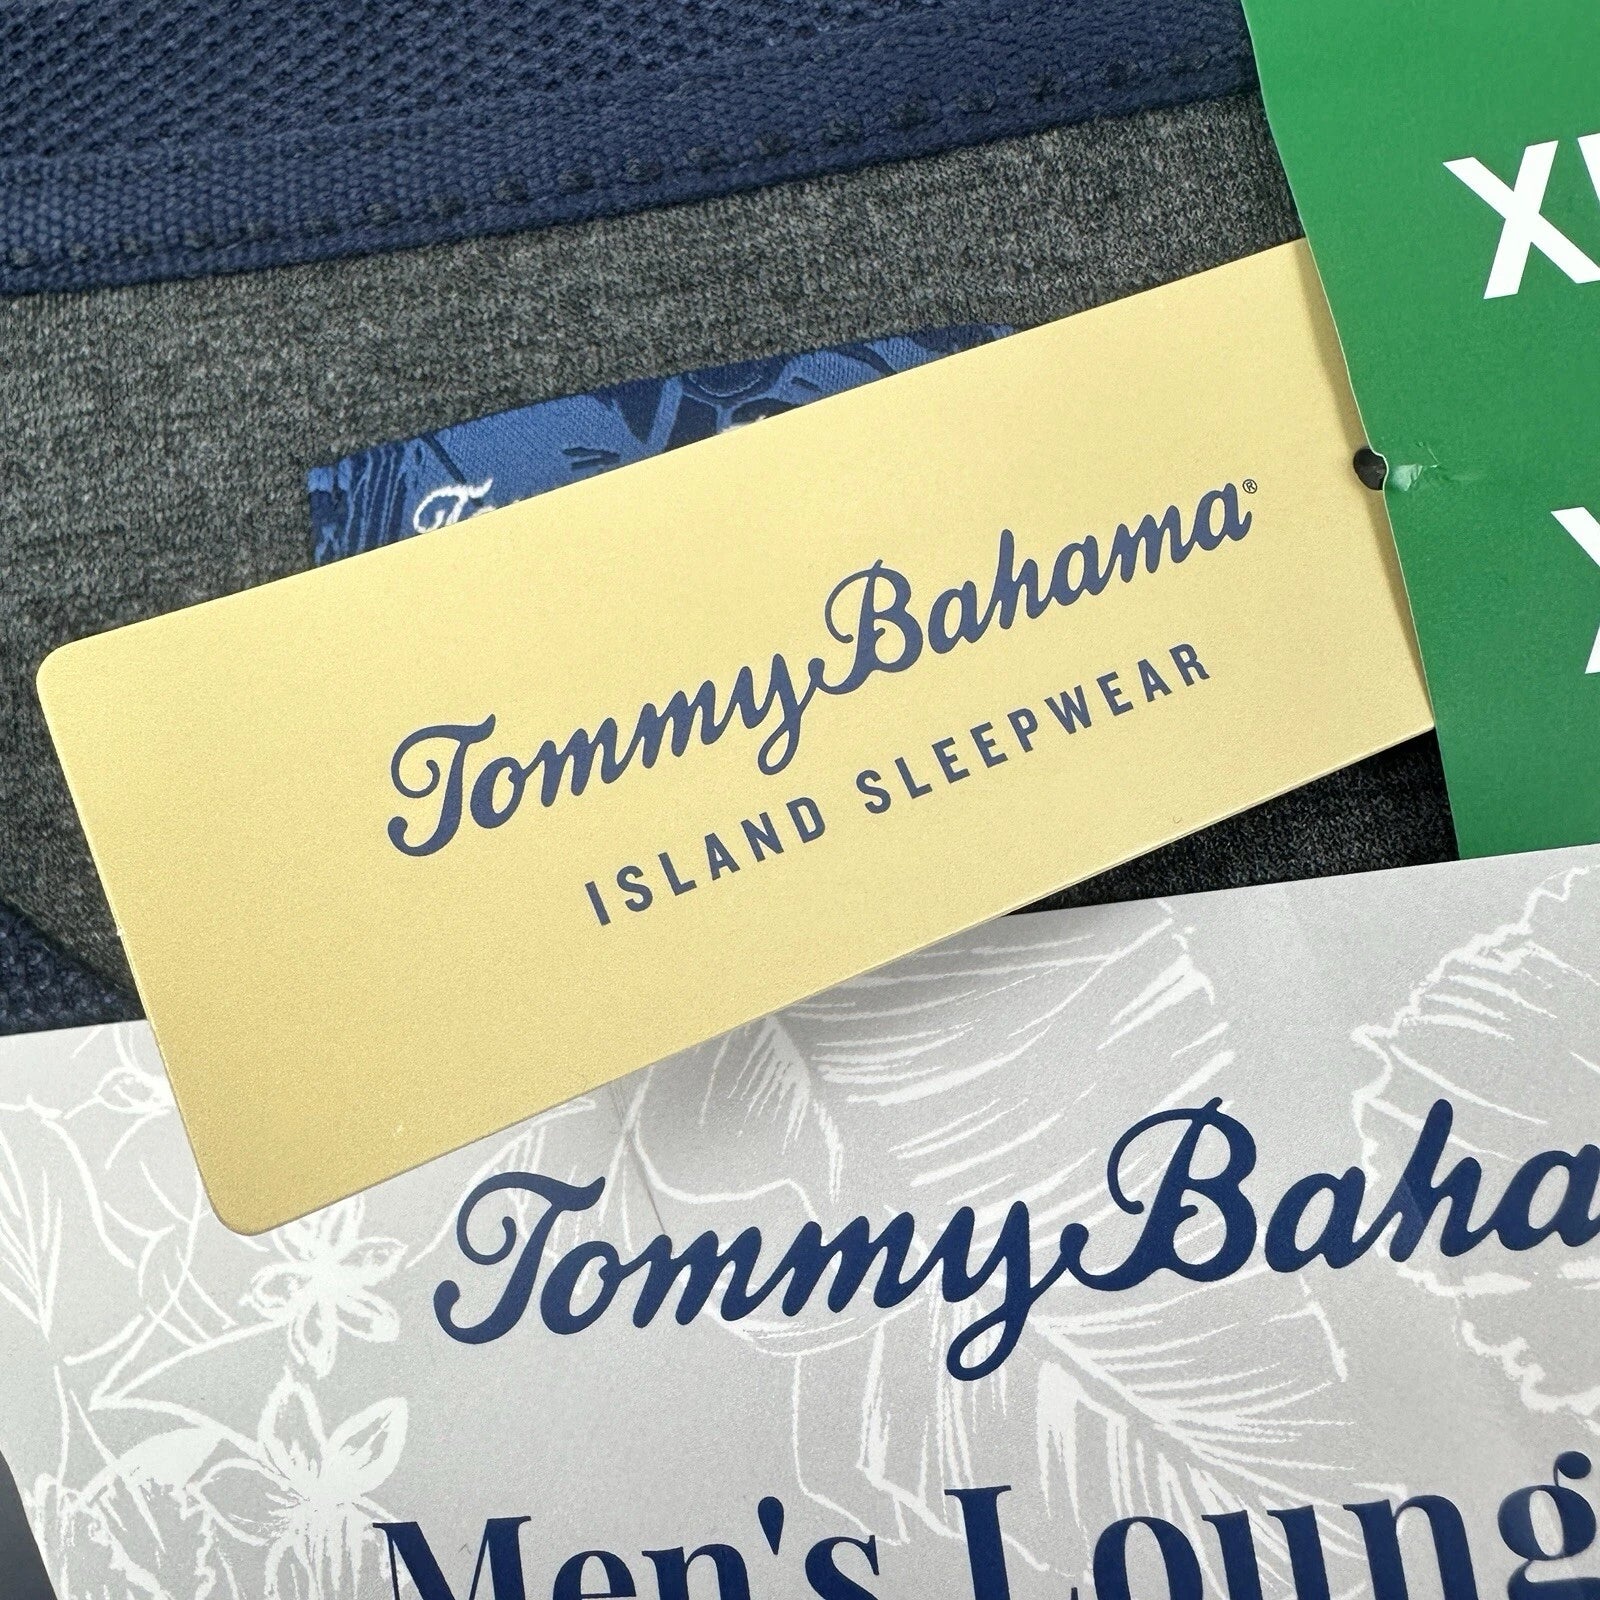 Tommy Bahama®
ISLAND SLEEPWEAR
Tommy Baha
Men's Loung